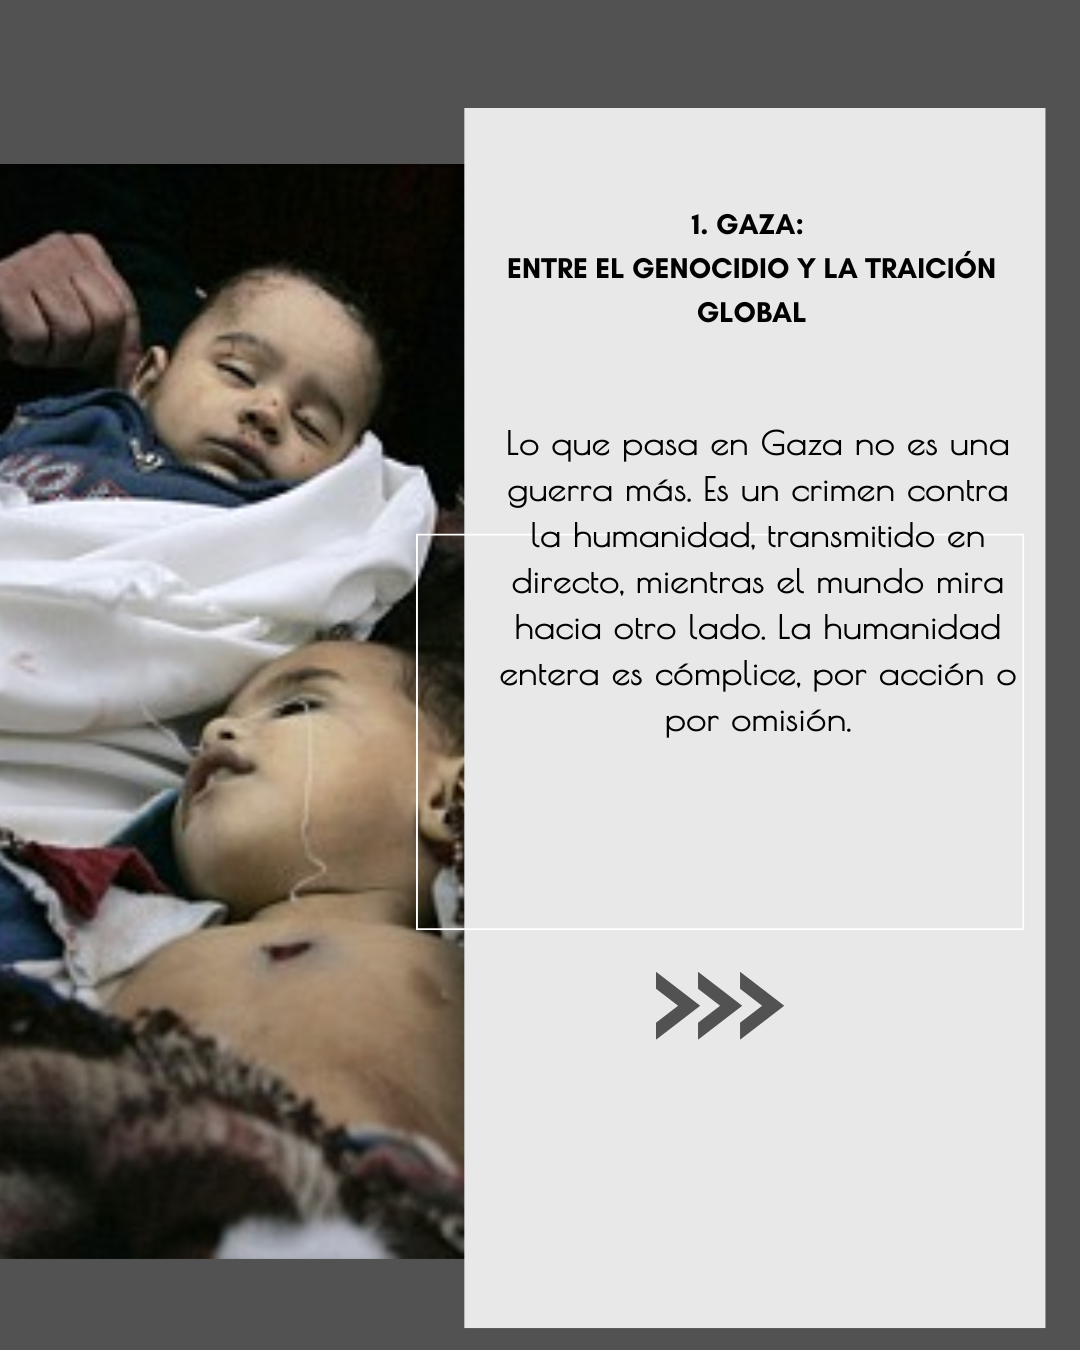 1. GAZA:
ENTRE EL GENOCIDIO Y LA TRAICIÓN
GLOBAL
Lo que pasa en Gaza no es una
guerra más. Es un crimen contra
la humanidad, transmitido en
directo, mientras el mundo mira
hacia otro lado. La humanidad
entera es cómplice, por acción o
por omisión.